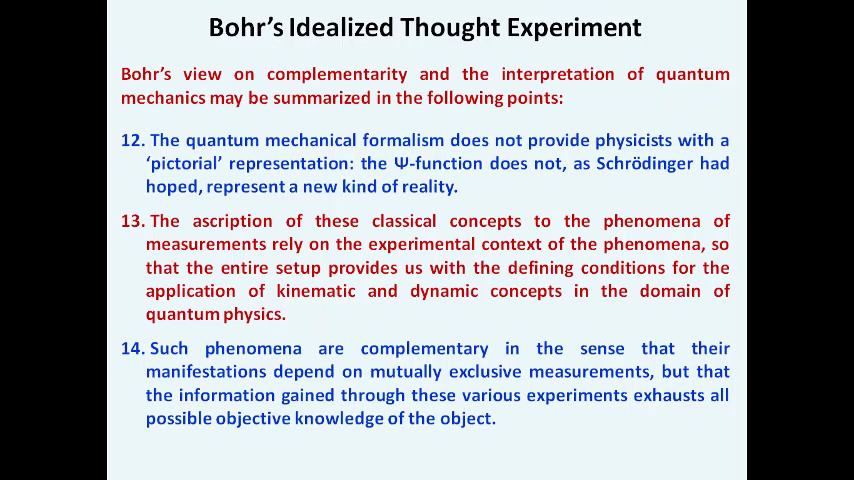 Bohr’s Idealized Thought Experiment
Bohr’s view on complementarity and the interpretation of quantum
mechanics may be summarized in the following points:
12. The quantum mechanical formalism does not provide physicists with a
‘pictorial’ representation: the Ψ-function does not, as Schrödinger had
hoped, represent a new kind of reality.
13. The ascription of these classical concepts to the phenomena of
measurements rely on the experimental context of the phenomena, so
that the entire setup provides us with the defining conditions for the
application of kinematic and dynamic concepts in the domain of
quantum physics.
14. Such phenomena are complementary in the sense that their
manifestations depend on mutually exclusive measurements, but that
the information gained through these various experiments exhausts all
possible objective knowledge of the object.